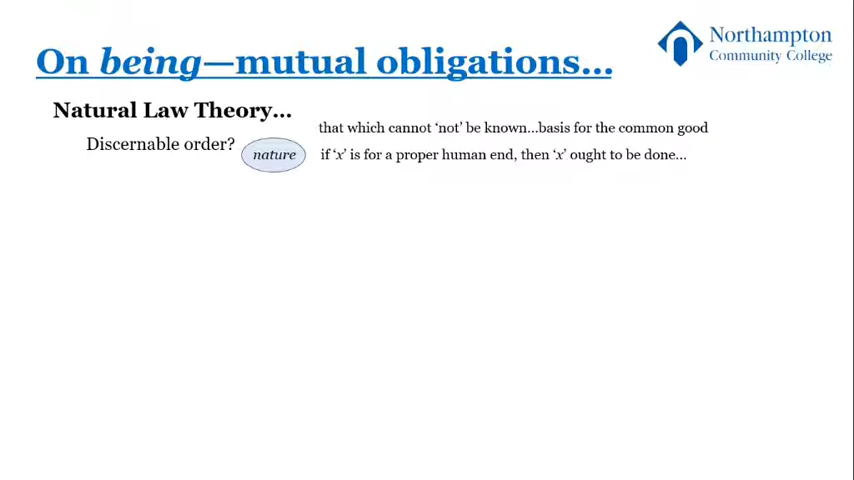 Northampton
Community College
On being—mutual obligations...
Natural Law Theory...
that which cannot ‘not’ be known...basis for the common good
Discernable order?
nature
if ‘x’ is for a proper human end, then ‘x’ ought to be done...